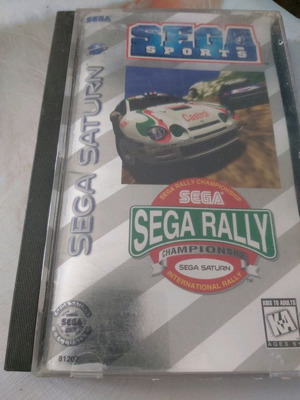 SEGA
SEGA
SPORTS
SEGA SATURN
Castrol
SEGA RALLY CHAMPIONSHIP
SEGA
SEGA RALLY
CHAMPIONSHIP
SEGA SATURN
INTERNATIONAL RALLY
SEGA
KIDS TO ADULTS
KA
AGES 6+